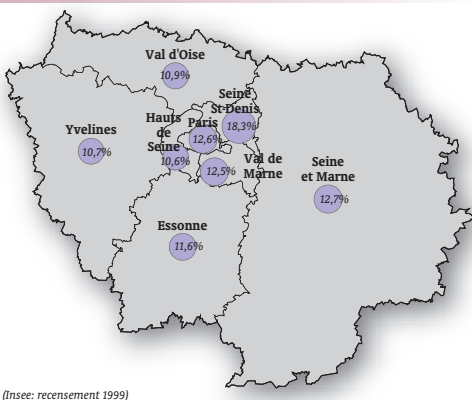 Val d'Oise
10,9%
Seine
St-Denis
18,3%
Hauts
de
Seine
10,6%
Paris
12,6%
Yvelines
10,7%
Val de
Marne
12,5%
Seine
et Marne
12,7%
Essonne
11,6%
(Insee: recensement 1999)